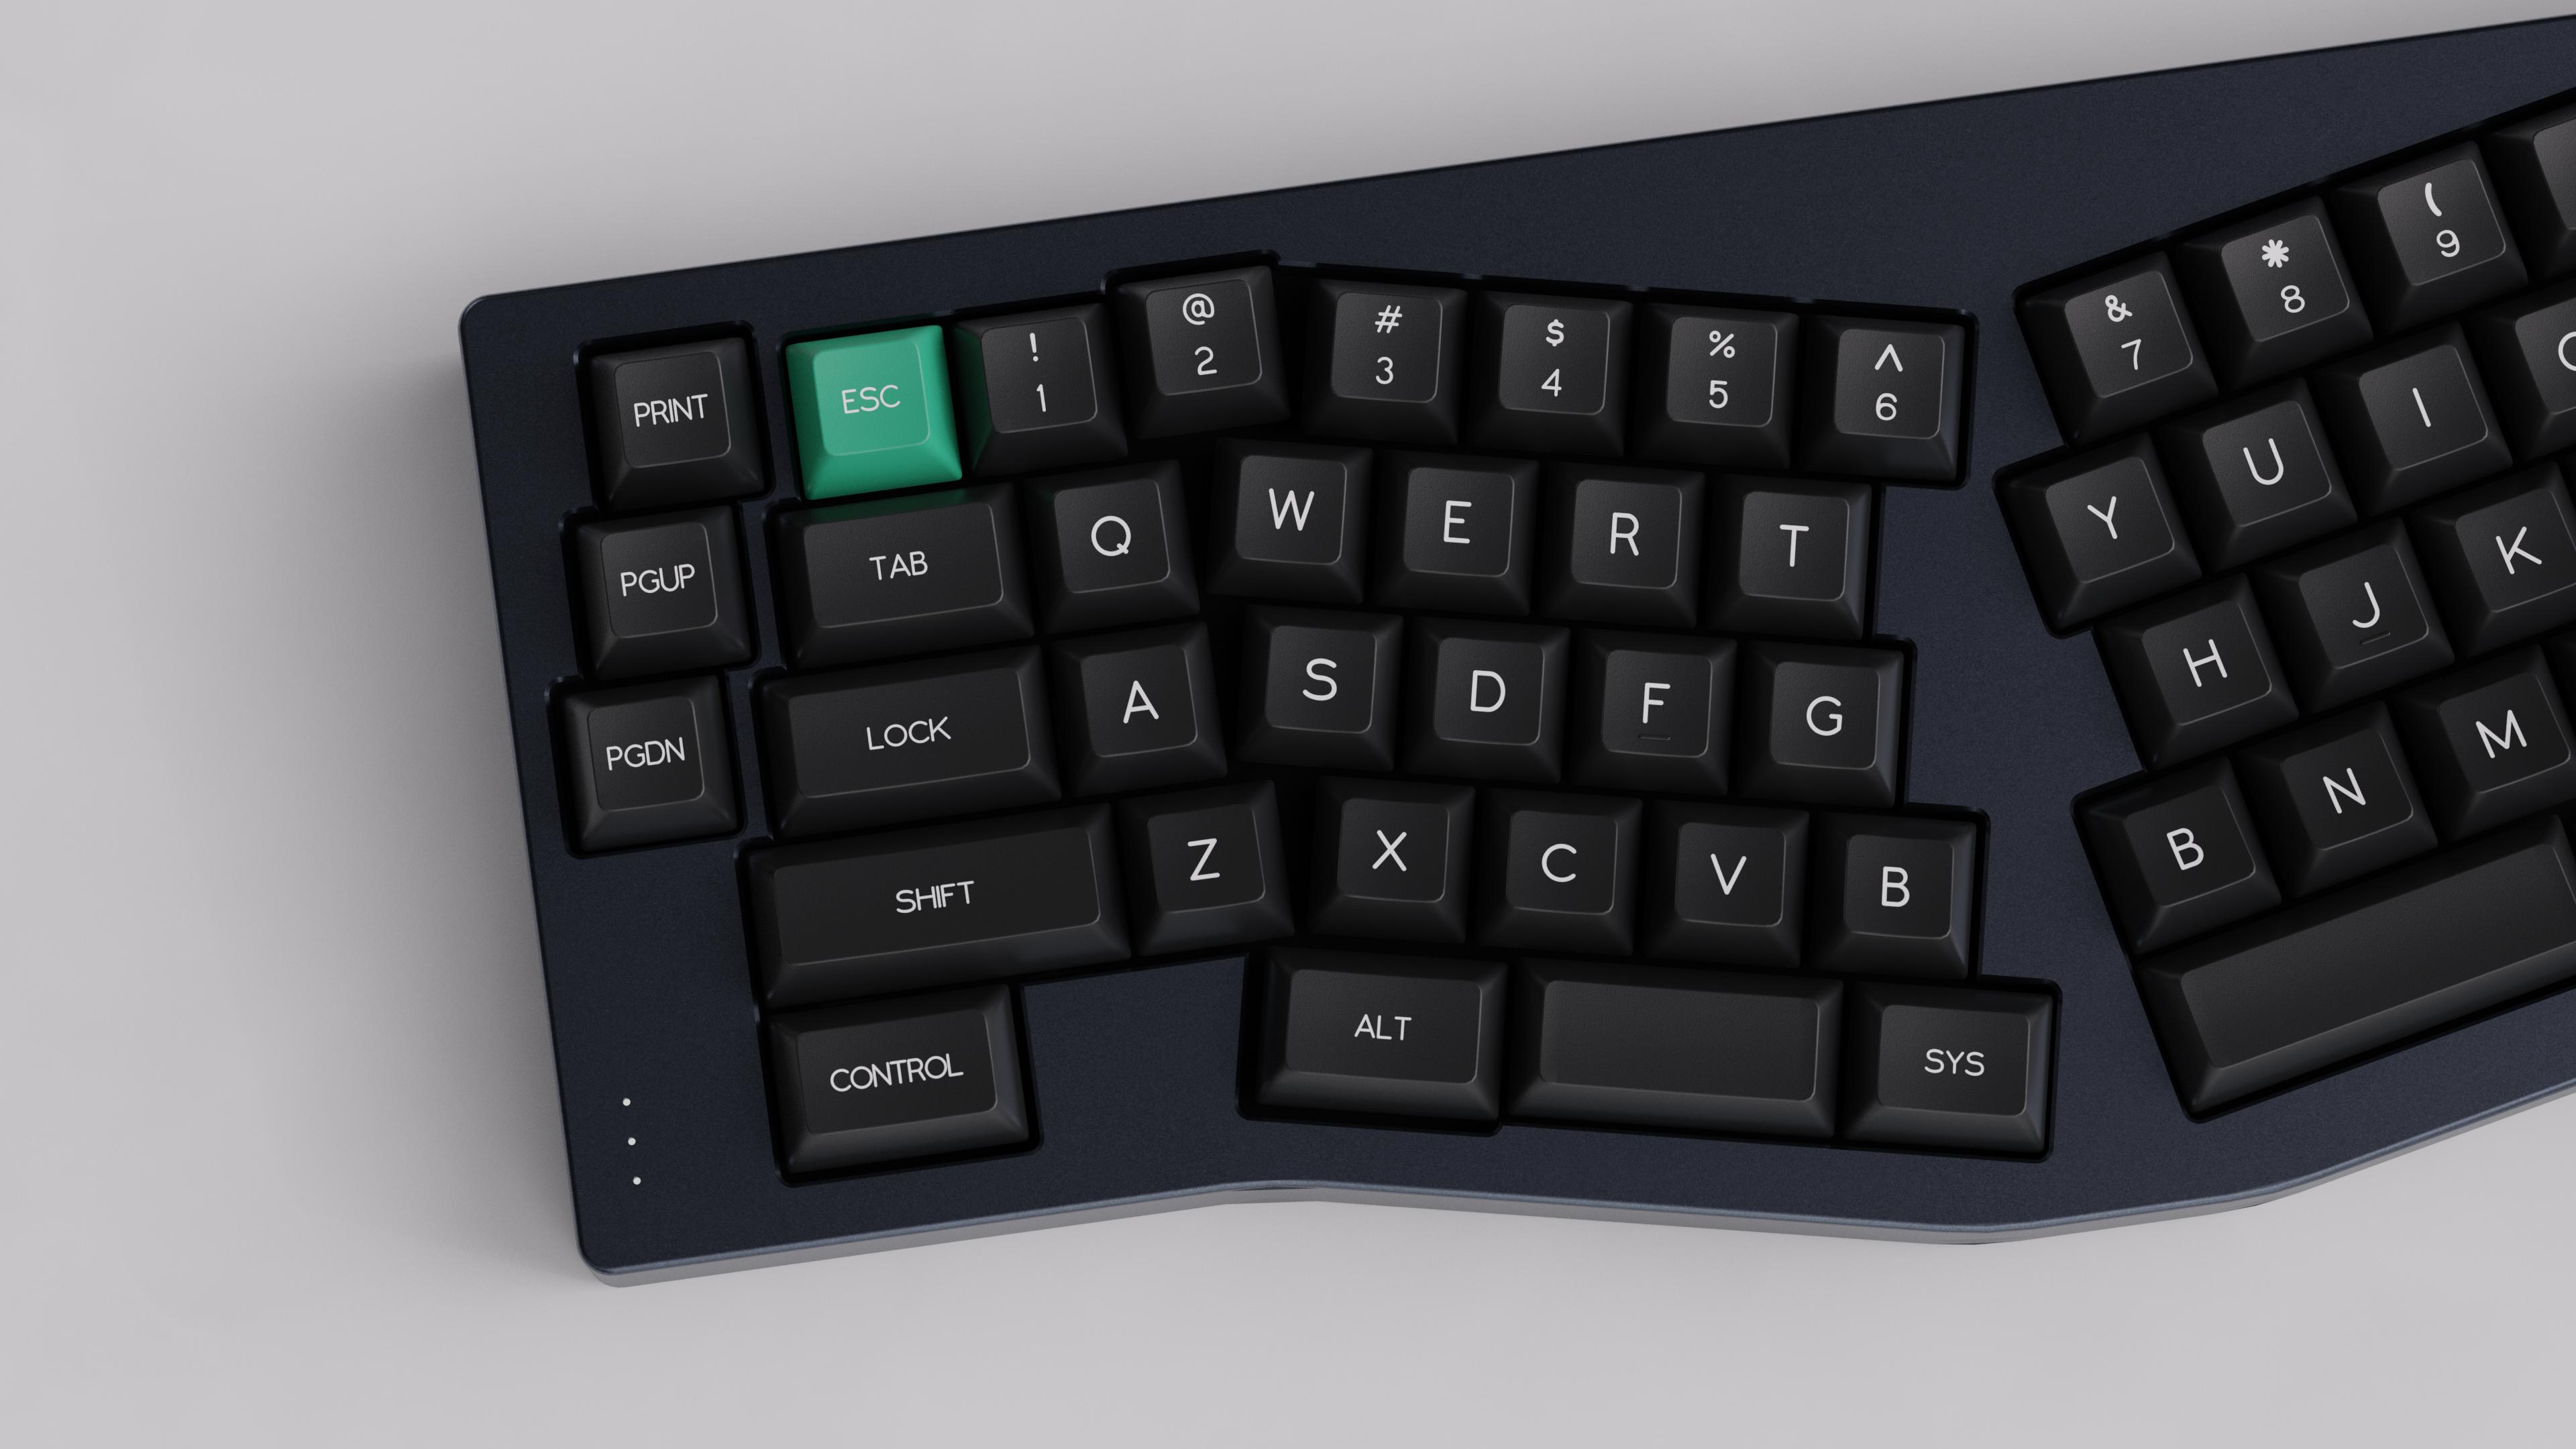 PRINT ESC ! 1 @ 2 # 3 $ 4 % 5 ^ 6 & 7 * 8 ( 9
PGUP TAB Q W E R T Y U I
PGDN LOCK A S D F G H J K
SHIFT Z X C V B B N M
CONTROL ALT SYS